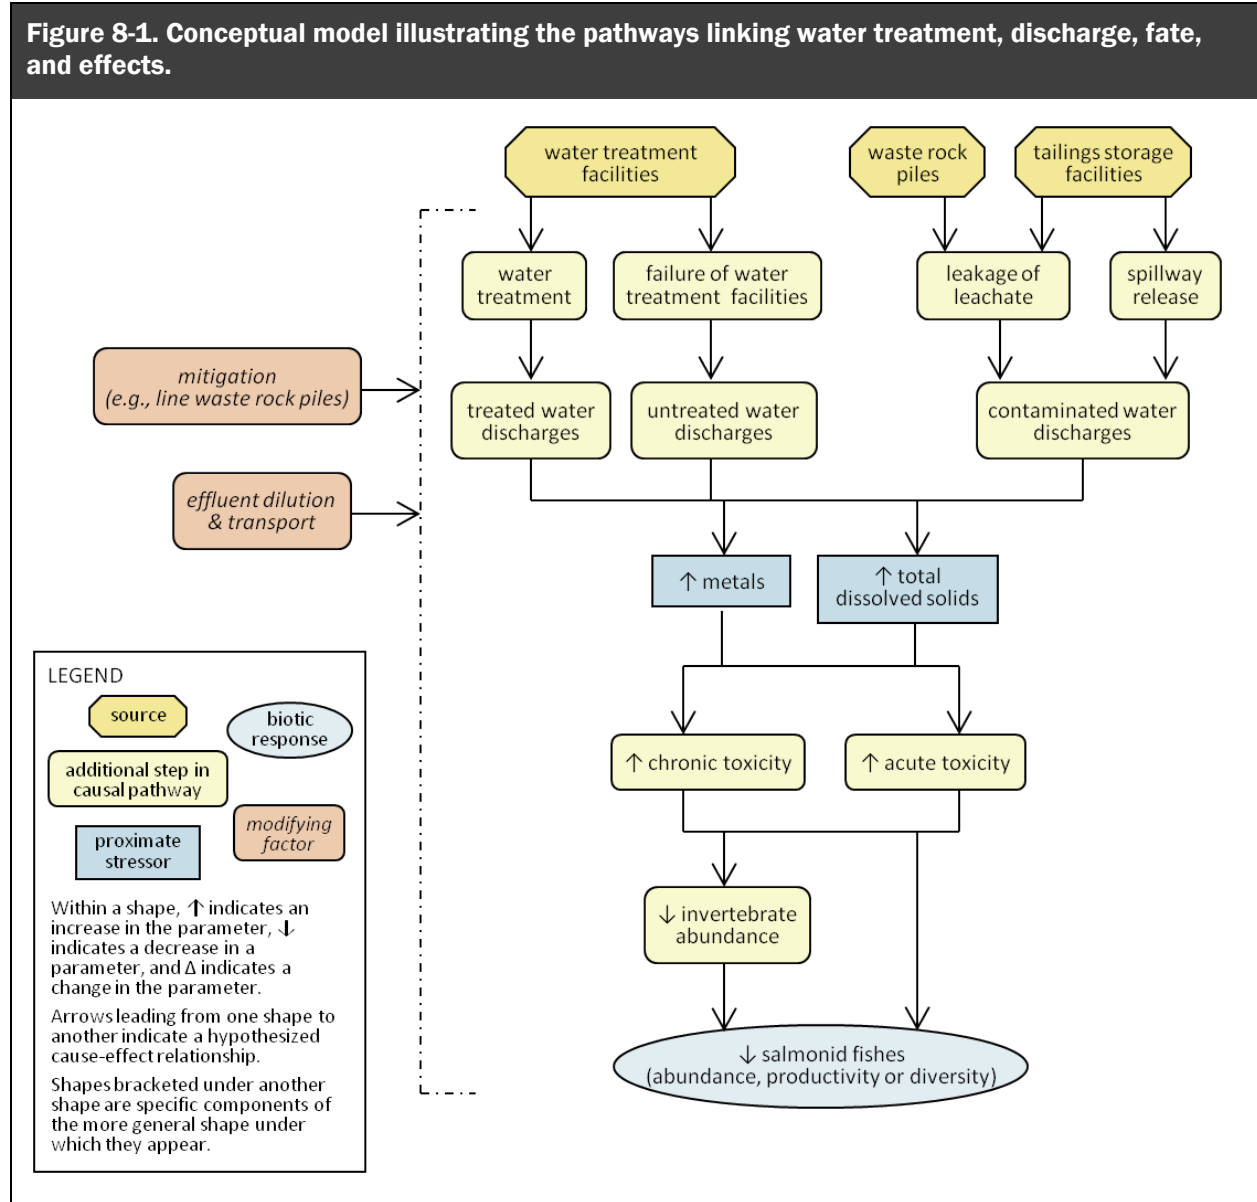 Figure 8-1. Conceptual model illustrating the pathways linking water treatment, discharge, fate,
and effects.
water treatment
facilities
waste rock
piles
tailings storage
facilities
water
treatment
failure of water
treatment facilities
leakage of
leachate
spillway
release
mitigation
(e.g., line waste rock piles)
treated water
discharges
untreated water
discharges
contaminated water
discharges
effluent dilution
& transport
↑ metals
↑ total
dissolved solids
↑ chronic toxicity
↑ acute toxicity
↓ invertebrate
abundance
↓ salmonid fishes
(abundance, productivity or diversity)
LEGEND
source
biotic
response
additional step in
causal pathway
modifying
factor
proximate
stressor
Within a shape, ↑ indicates an
increase in the parameter, ↓
indicates a decrease in a
parameter, and Δ indicates a
change in the parameter.
Arrows leading from one shape to
another indicate a hypothesized
cause-effect relationship.
Shapes bracketed under another
shape are specific components of
the more general shape under
which they appear.